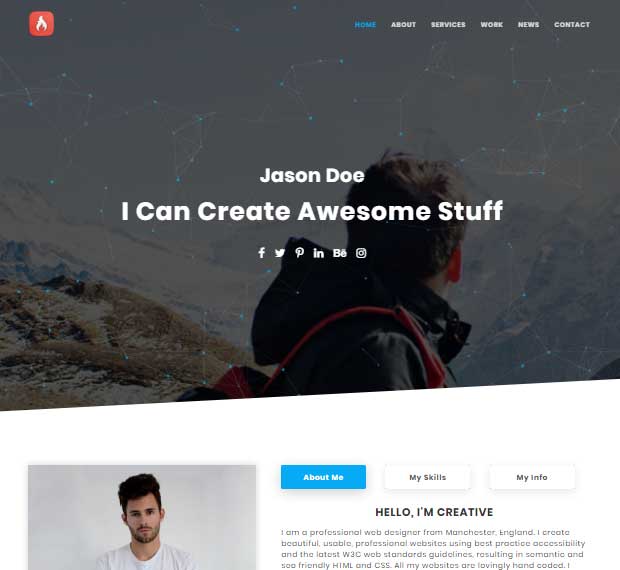 HOME ABOUT SERVICES WORK NEWS CONTACT
Jason Doe
I Can Create Awesome Stuff
About Me My Skills My Info
HELLO, I'M CREATIVE
I am a professional web designer from Manchester, England. I create
beautiful, usable, professional websites using best practice accessibility
and the latest W3C web standards guidelines, resulting in semantic and
seo friendly HTML and CSS. All my websites are lovingly hand coded. I